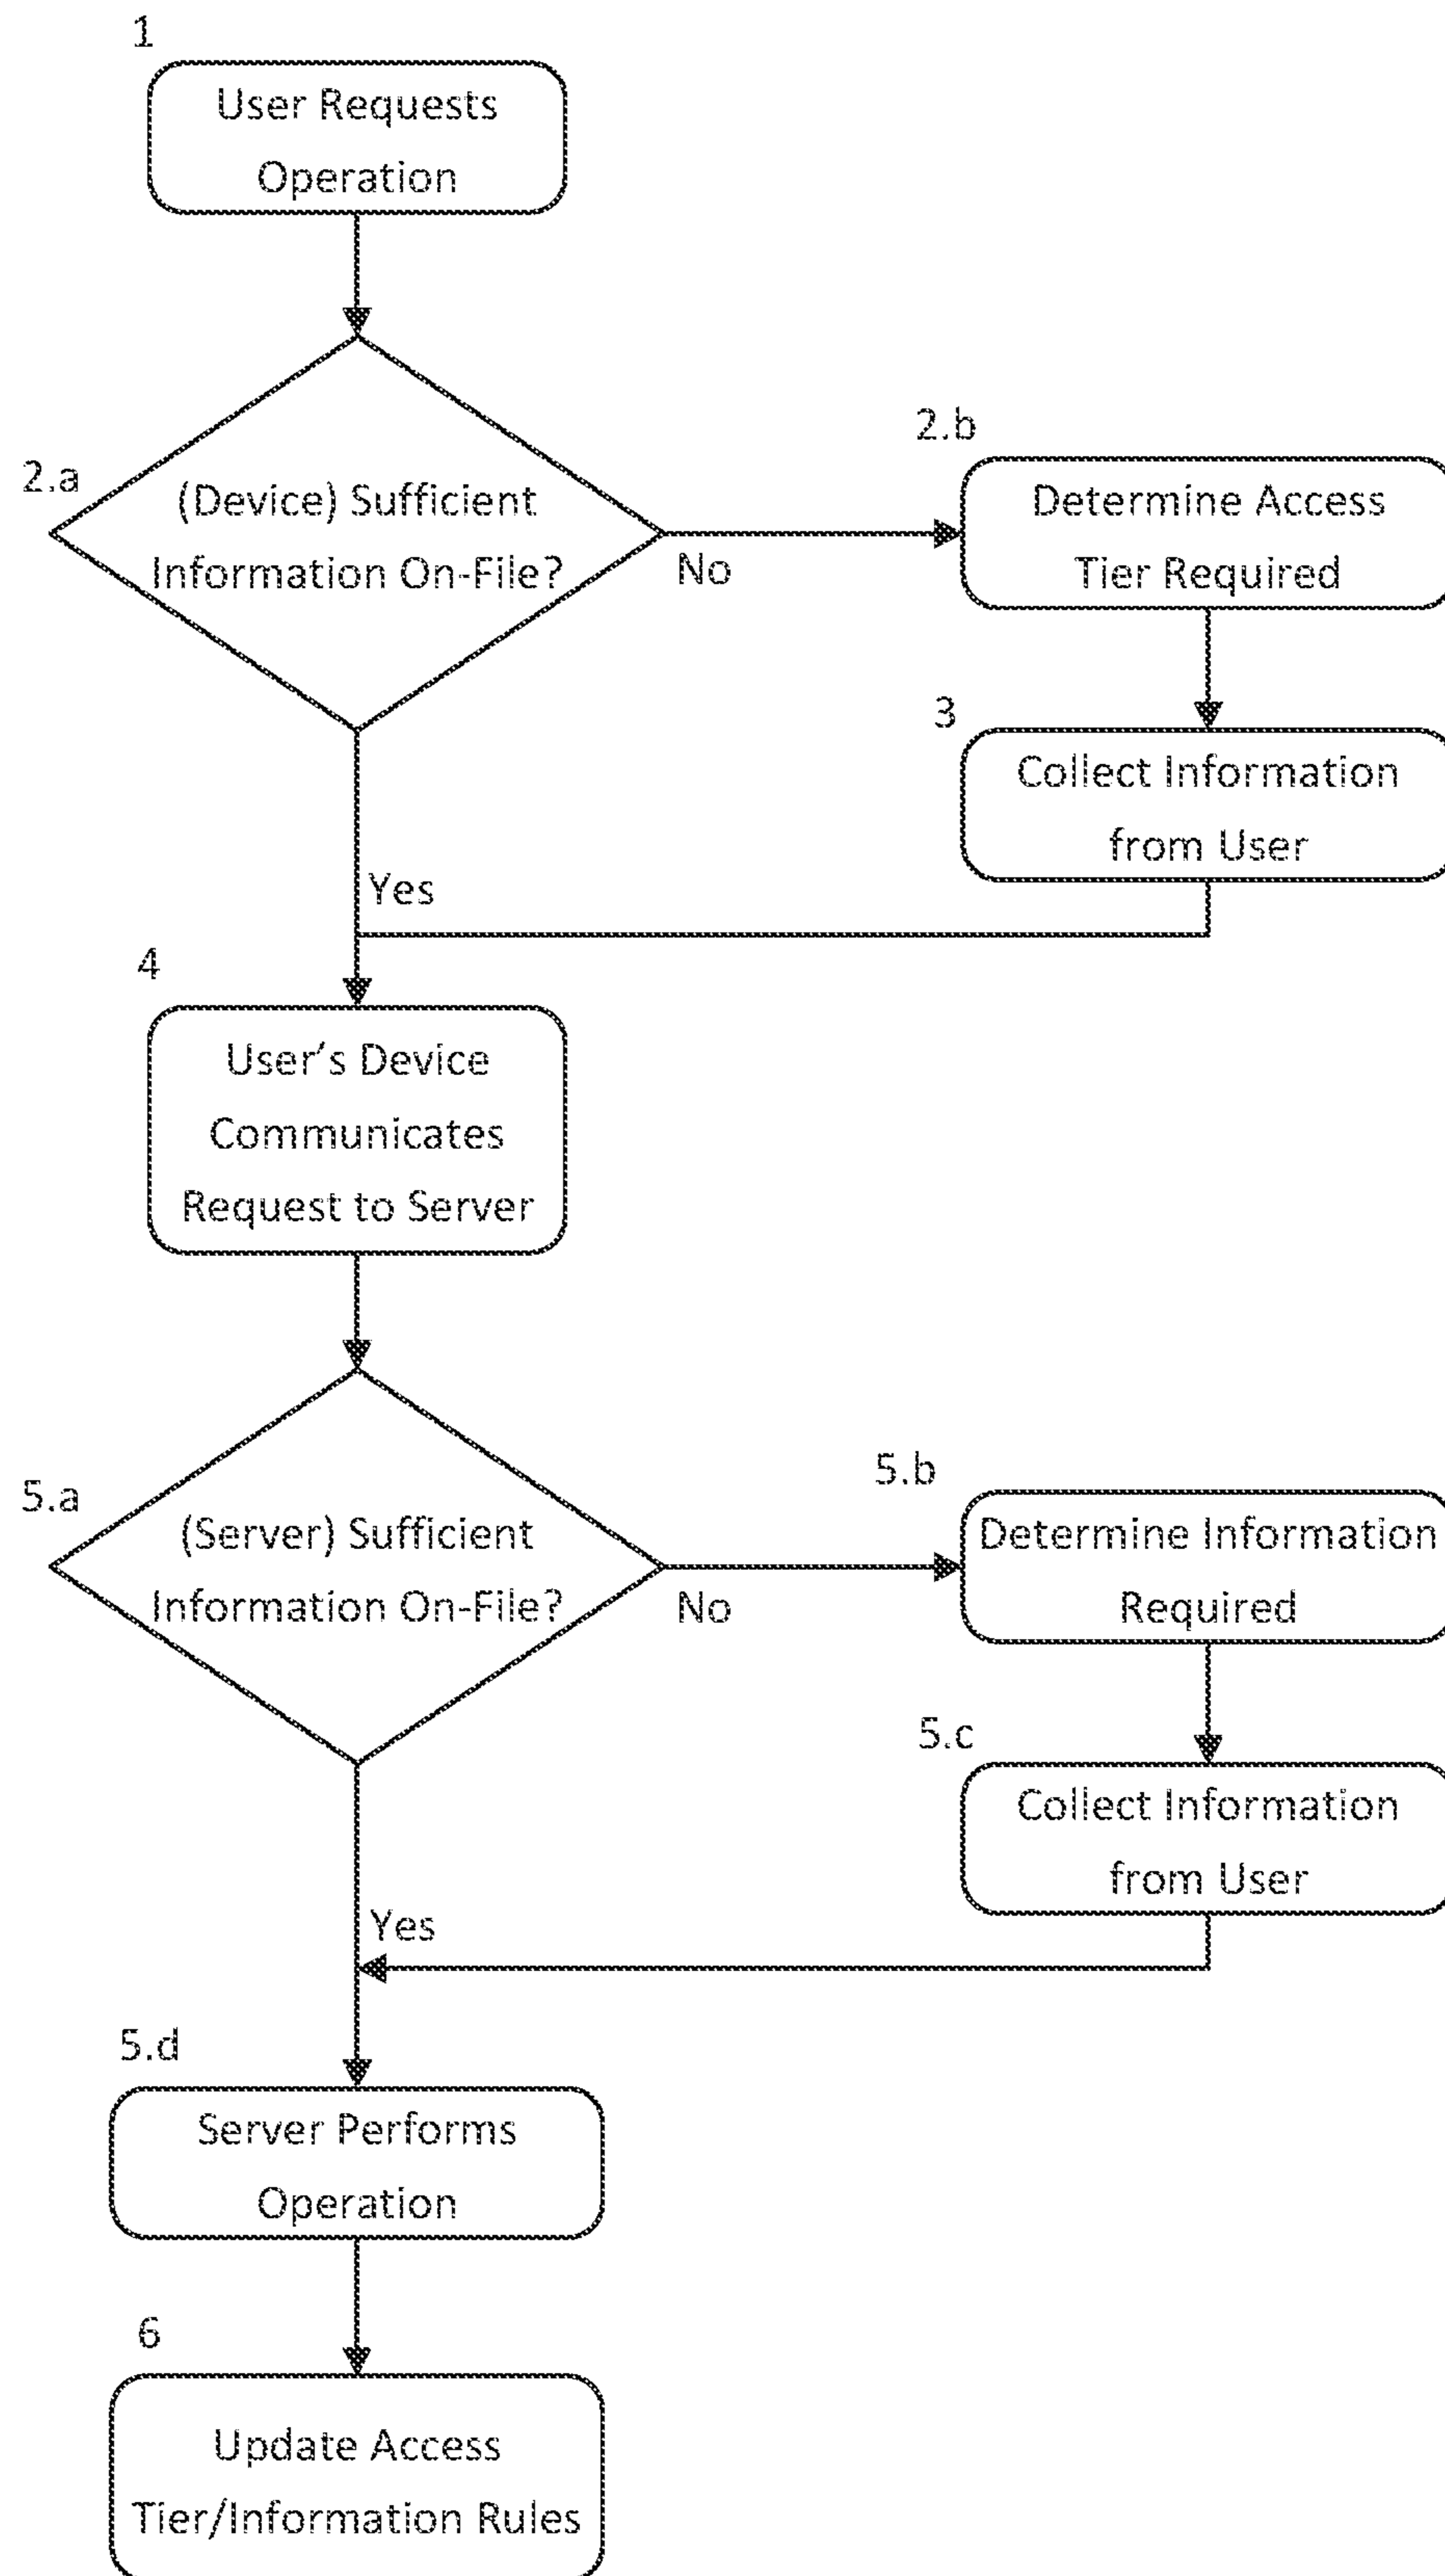 1
User Requests
Operation
2.a
(Device) Sufficient
Information On-File?
No
2.b
Determine Access
Tier Required
3
Collect Information
from User
Yes
4
User's Device
Communicates
Request to Server
5.a
(Server) Sufficient
Information On-File?
No
5.b
Determine Information
Required
5.c
Collect Information
from User
Yes
5.d
Server Performs
Operation
6
Update Access
Tier/Information Rules